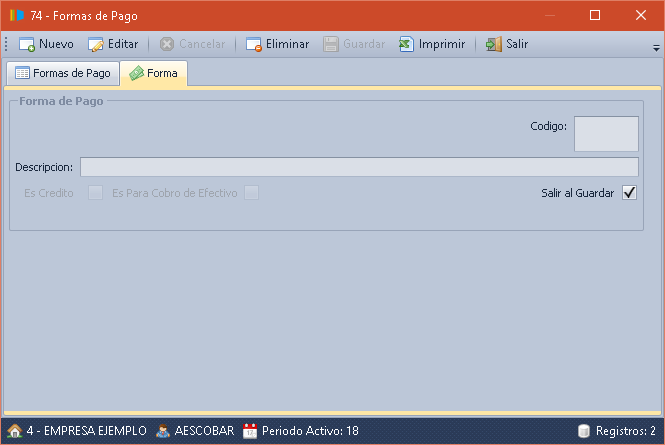 74 - Formas de Pago
Nuevo Editar Cancelar Eliminar Guardar Imprimir Salir
Formas de Pago Forma
Forma de Pago
Codigo:
Descripcion:
Es Credito Es Para Cobro de Efectivo Salir al Guardar
4 - EMPRESA EJEMPLO AESCOBAR Periodo Activo: 18 Registros: 2